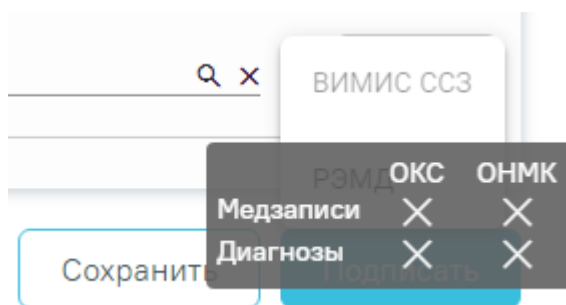 ВИМИС ССЗ
РЭМД
ОКС ОНМК
Медзаписи
Диагнозы
Сохранить
Подписать